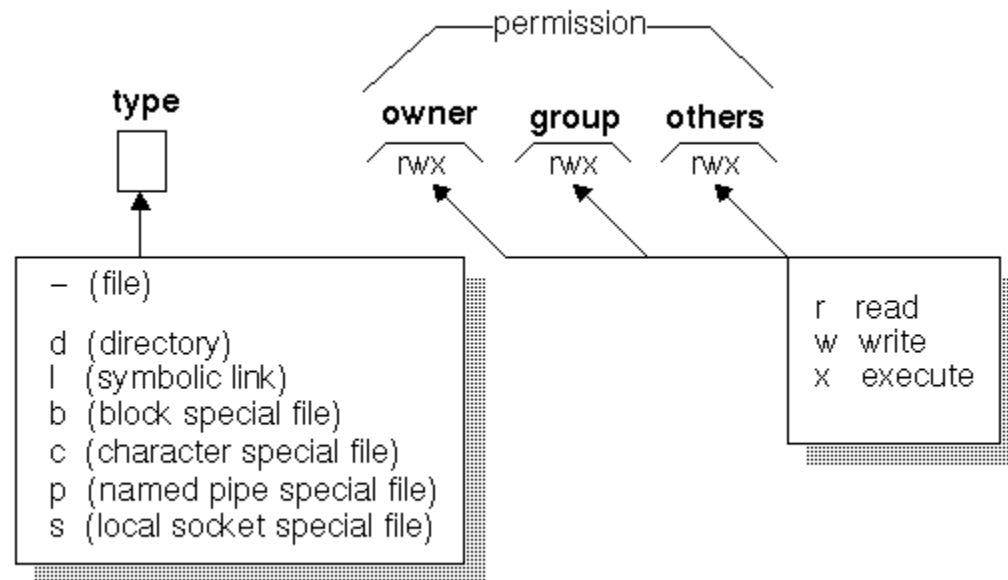 permission
type
owner group others
rwx rwx rwx
– (file)
d (directory)
l (symbolic link)
b (block special file)
c (character special file)
p (named pipe special file)
s (local socket special file)
r read
w write
x execute